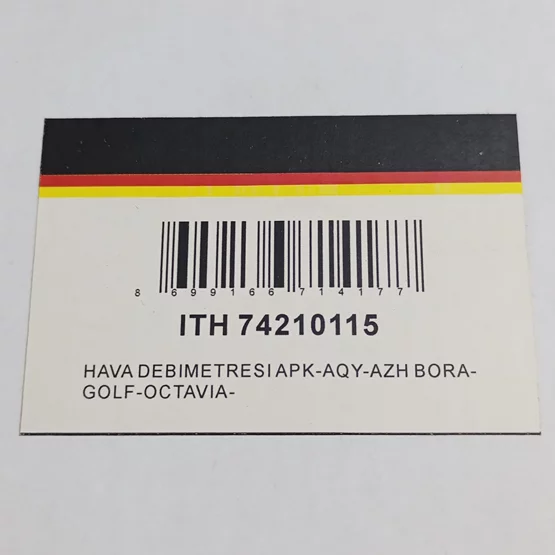 8 699166 714177
ITH 74210115
HAVA DEBIMETRESI APK-AQY-AZH BORA-
GOLF-OCTAVIA-